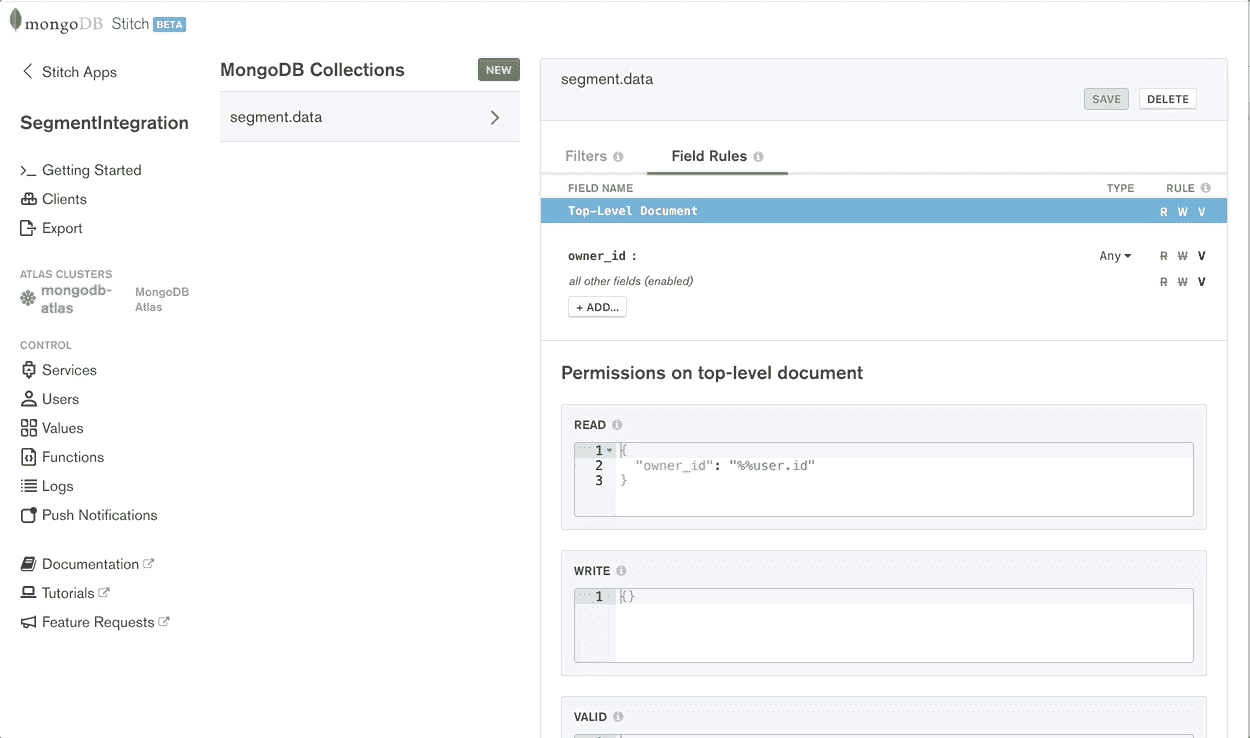 mongoDB Stitch BETA
Stitch Apps
SegmentIntegration
>_ Getting Started
Clients
Export
ATLAS CLUSTERS
mongodb-
atlas
MongoDB
Atlas
CONTROL
Services
Users
Values
Functions
Logs
Push Notifications
Documentation
Tutorials
Feature Requests
MongoDB Collections NEW
segment.data
segment.data
SAVE DELETE
Filters Field Rules
FIELD NAME TYPE RULE
Top-Level Document R W V
owner_id : Any R W V
all other fields (enabled) R W V
+ ADD...
Permissions on top-level document
READ
1 {
2 "owner_id": "%%user.id"
3 }
WRITE
1 {}
VALID